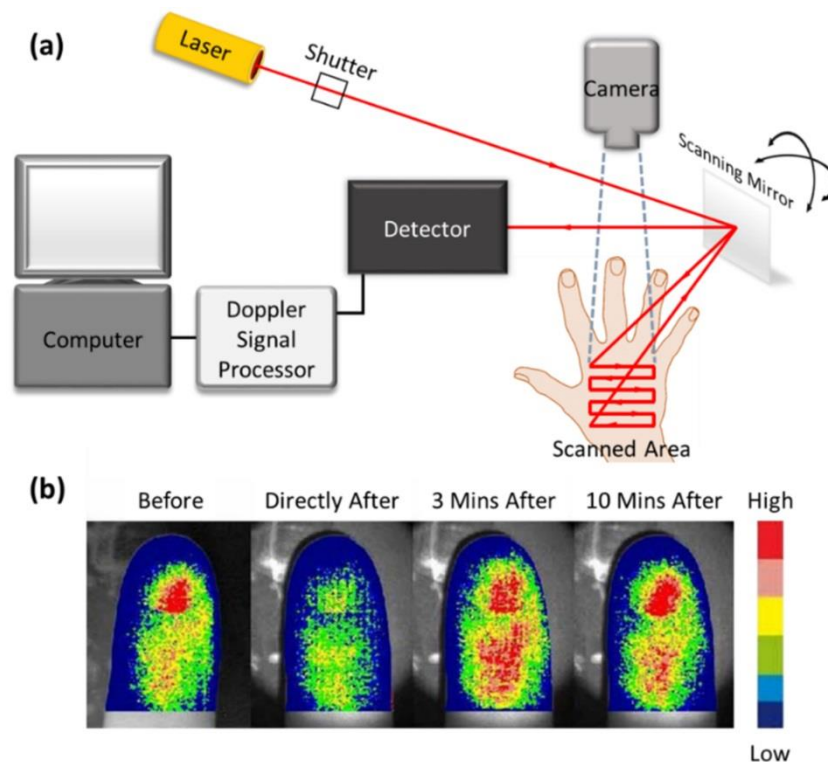 (a)
Laser
Shutter
Camera
Scanning Mirror
Detector
Computer
Doppler
Signal
Processor
Scanned Area
(b)
Before
Directly After
3 Mins After
10 Mins After
High
Low